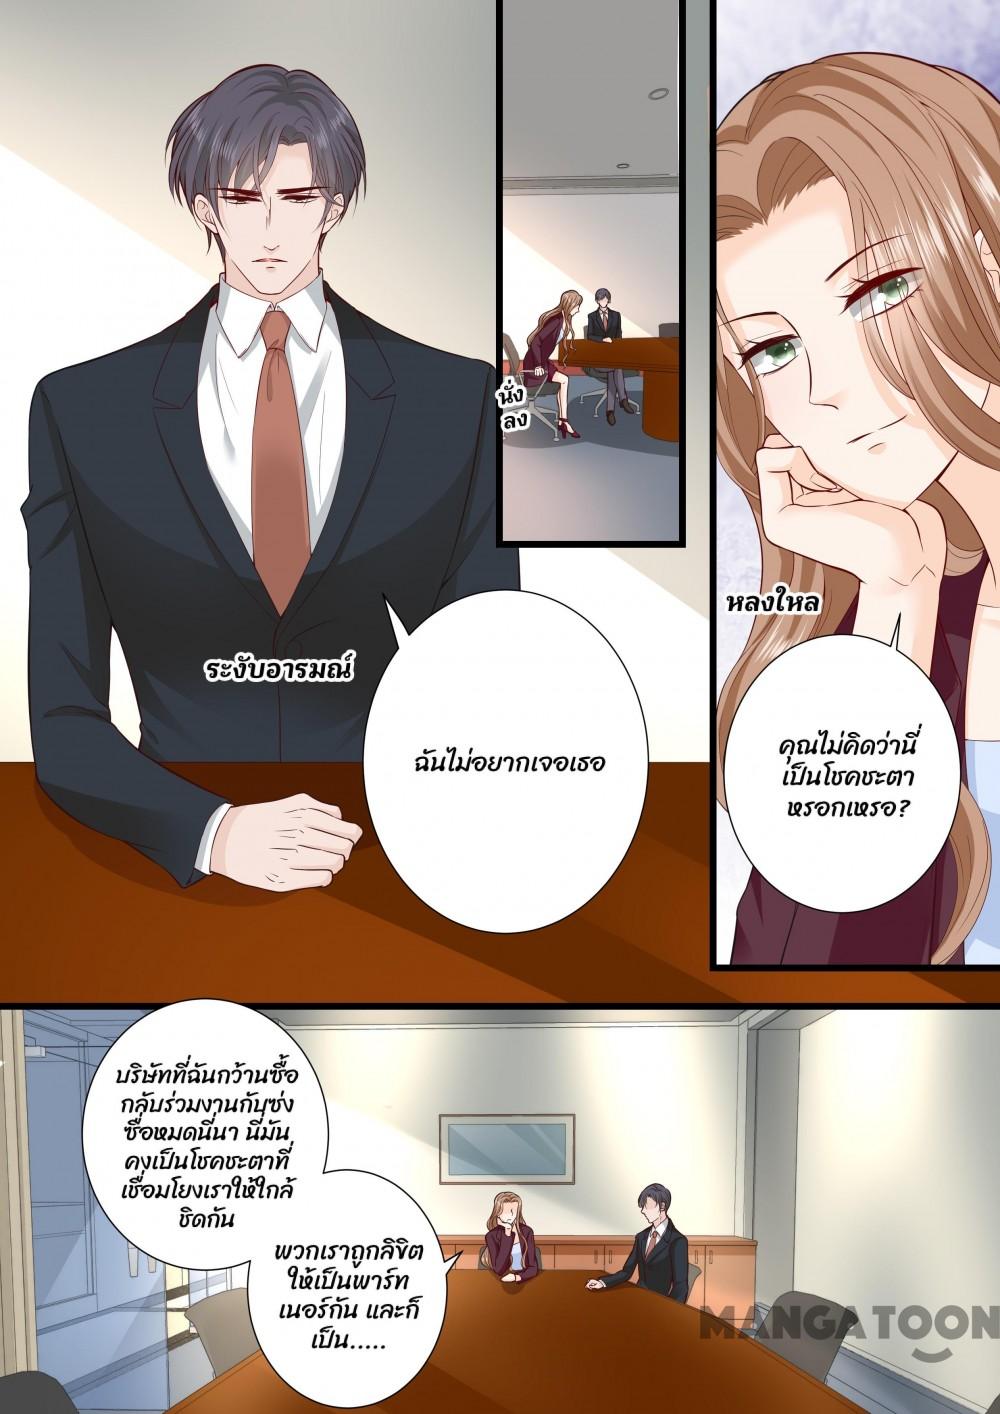 นั่ง
ลง
หลงใหล
คุณไม่คิดว่านี่
เป็นโชคชะตา
หรอกเหรอ?
ระงับอารมณ์
ฉันไม่อยากเจอเธอ
บริษัทที่ฉันกว้านซื้อ
กลับร่วมงานกับซ่ง
ซื่อหมดนี่นา นี่มัน
คงเป็นโชคชะตาที่
เชื่อมโยงเราให้ใกล้
ชิดกัน
พวกเราถูกลิขิต
ให้เป็นพาร์ท
เนอร์กัน และก็
เป็น.....
MANGATOON